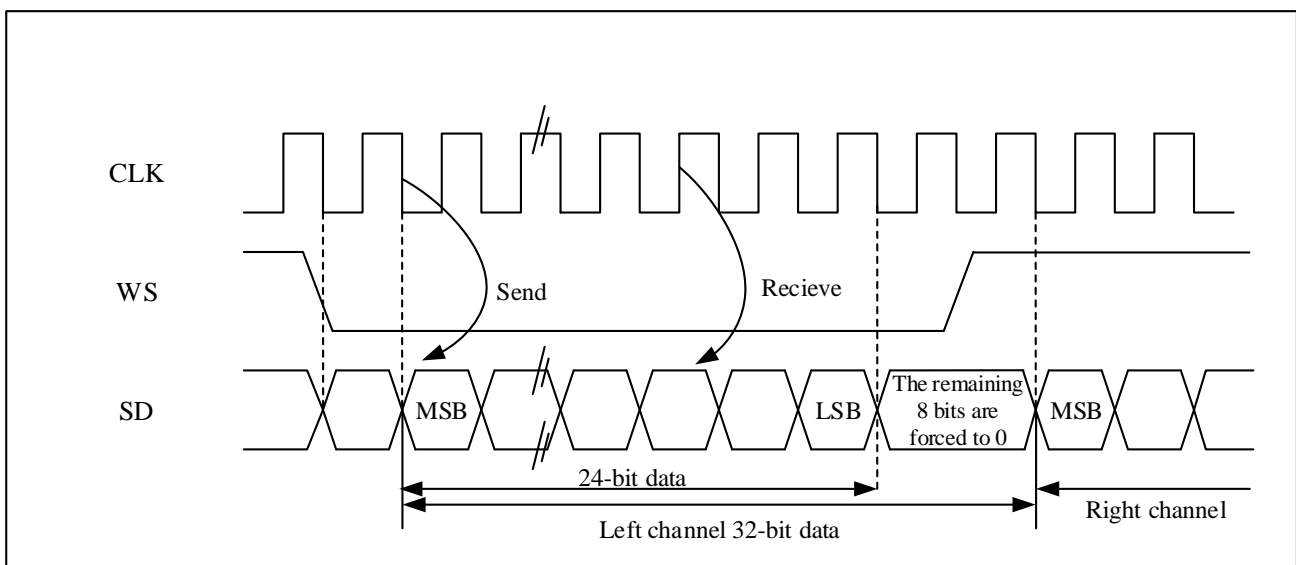 CLK
WS
Send
Recieve
SD
MSB
LSB
The remaining
8 bits are
forced to 0
MSB
24-bit data
Left channel 32-bit data
Right channel